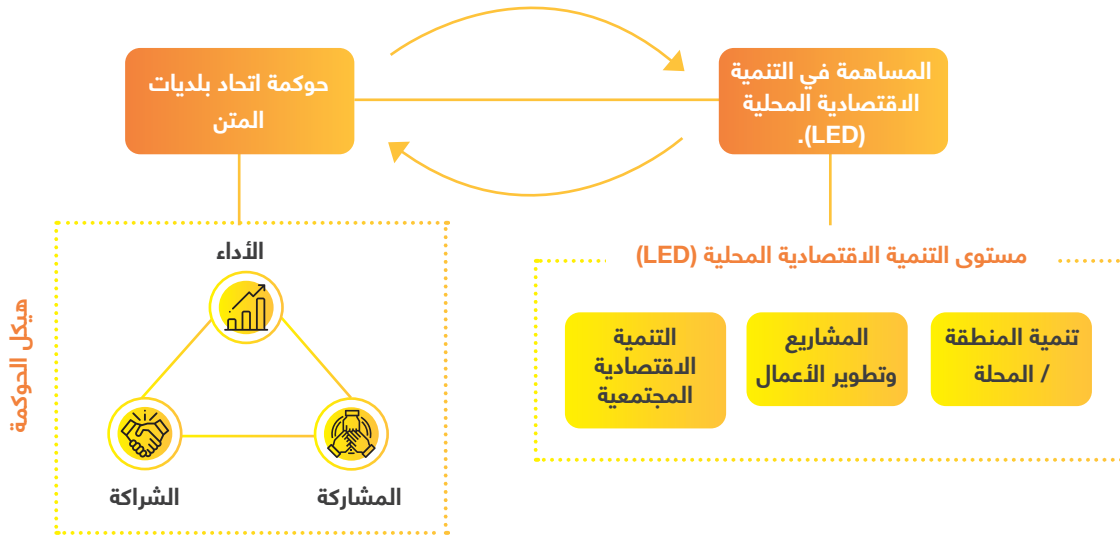 المساهمة في التنمية
الاقتصادية المحلية
(LED).
حوكمة اتحاد بلديات
المتن
مستوى التنمية الاقتصادية المحلية (LED)
تنمية المنطقة
/ المحلة
المشاريع
وتطوير الأعمال
التنمية
الاقتصادية
المجتمعية
الأداء
المشاركة
الشراكة
هيكل الحوكمة